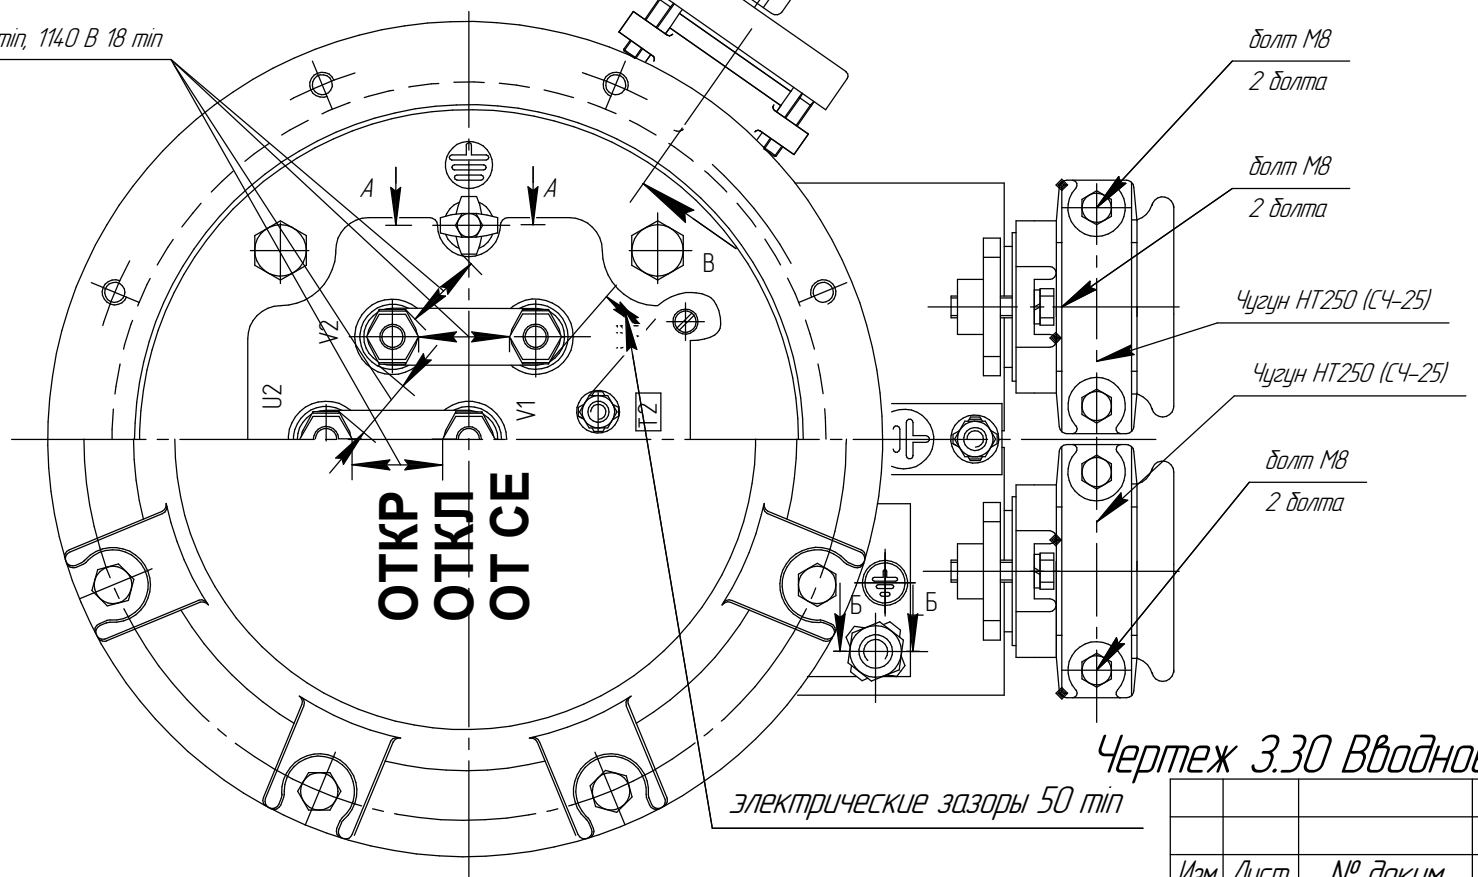 min, 1140 В 18 min
болт М8
2 болта
болт М8
2 болта
А
А
В
V2
U2
V1
T2
Чугун НТ250 (СЧ-25)
Чугун НТ250 (СЧ-25)
болт М8
2 болта
ОТКР
ОТКЛ
ОТ СЕ
Б
Б
Чертеж 3.30 Вводно
электрические зазоры 50 min
Изм Лист № докум